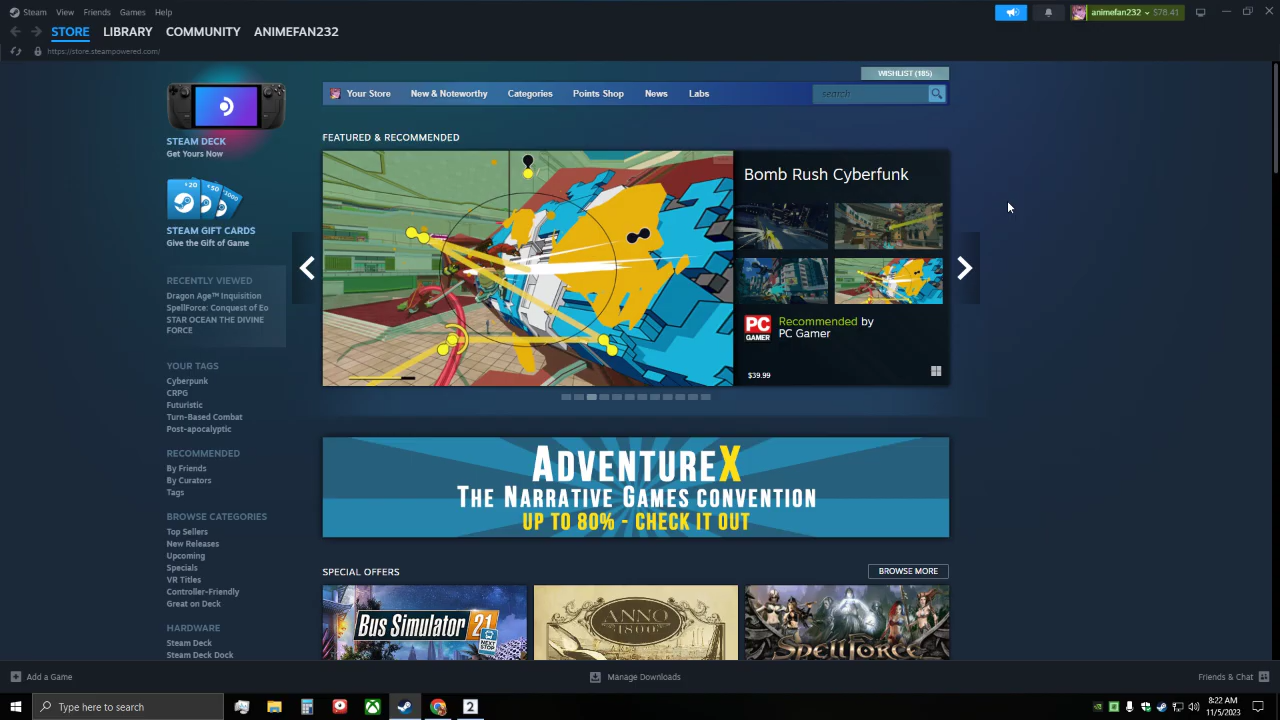 Steam View Friends Games Help
animefan232 $78.41
STORE LIBRARY COMMUNITY ANIMEFAN232
https://store.steampowered.com/
WISHLIST (185)
Your Store New & Noteworthy Categories Points Shop News Labs
search
STEAM DECK
Get Yours Now
STEAM GIFT CARDS
Give the Gift of Game
RECENTLY VIEWED
Dragon Age™ Inquisition
SpellForce: Conquest of Eo
STAR OCEAN THE DIVINE
FORCE
YOUR TAGS
Cyberpunk
CRPG
Futuristic
Turn-Based Combat
Post-apocalyptic
RECOMMENDED
By Friends
By Curators
Tags
BROWSE CATEGORIES
Top Sellers
New Releases
Upcoming
Specials
VR Titles
Controller-Friendly
Great on Deck
HARDWARE
Steam Deck
Steam Deck Dock
FEATURED & RECOMMENDED
Bomb Rush Cyberfunk
PC
GAMER
Recommended by
PC Gamer
$39.99
ADVENTUREX
THE NARRATIVE GAMES CONVENTION
UP TO 80% - CHECK IT OUT
SPECIAL OFFERS
BROWSE MORE
BUS SIMULATOR 21
NEXT
STOP
ANNO
1800
SPELLFORCE
Add a Game
Manage Downloads
Friends & Chat
Type here to search
2
8:22 AM
11/5/2023